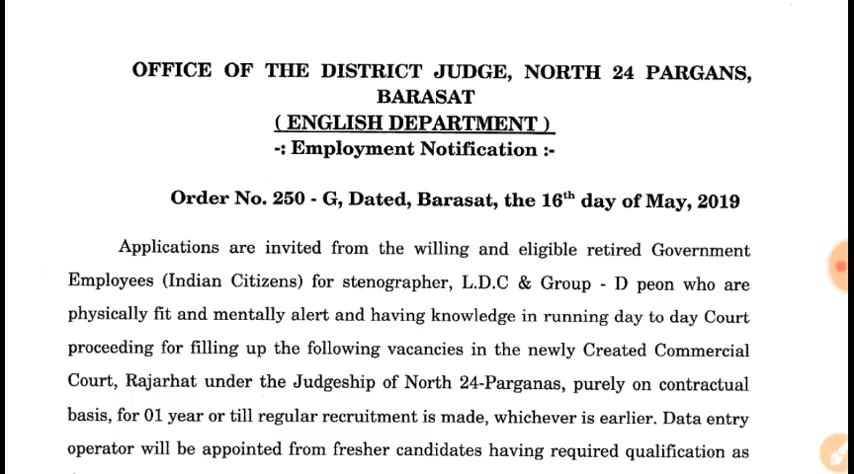 OFFICE OF THE DISTRICT JUDGE, NORTH 24 PARGANS,
BARASAT
( ENGLISH DEPARTMENT )
-: Employment Notification :-
Order No. 250 - G, Dated, Barasat, the 16th day of May, 2019
Applications are invited from the willing and eligible retired Government
Employees (Indian Citizens) for stenographer, L.D.C & Group - D peon who are
physically fit and mentally alert and having knowledge in running day to day Court
proceeding for filling up the following vacancies in the newly Created Commercial
Court, Rajarhat under the Judgeship of North 24-Parganas, purely on contractual
basis, for 01 year or till regular recruitment is made, whichever is earlier. Data entry
operator will be appointed from fresher candidates having required qualification as